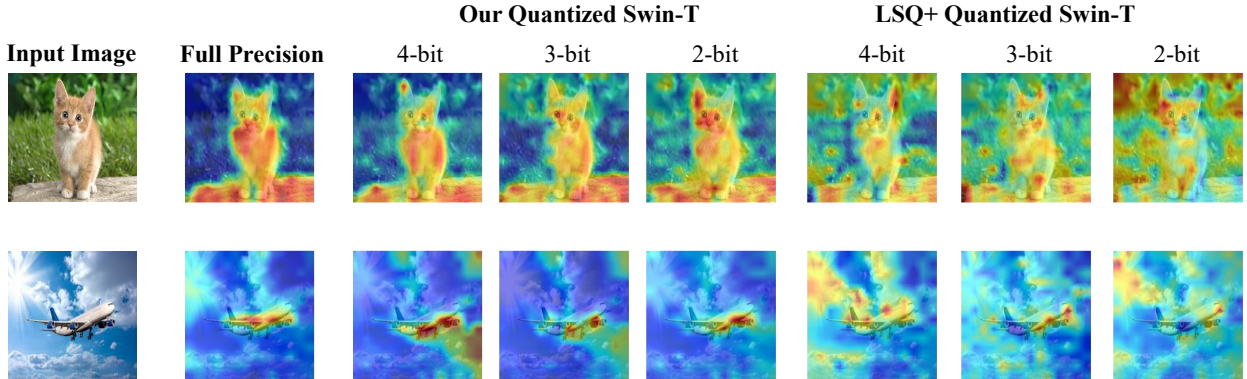 Our Quantized Swin-T LSQ+ Quantized Swin-T
Input Image Full Precision 4-bit 3-bit 2-bit 4-bit 3-bit 2-bit